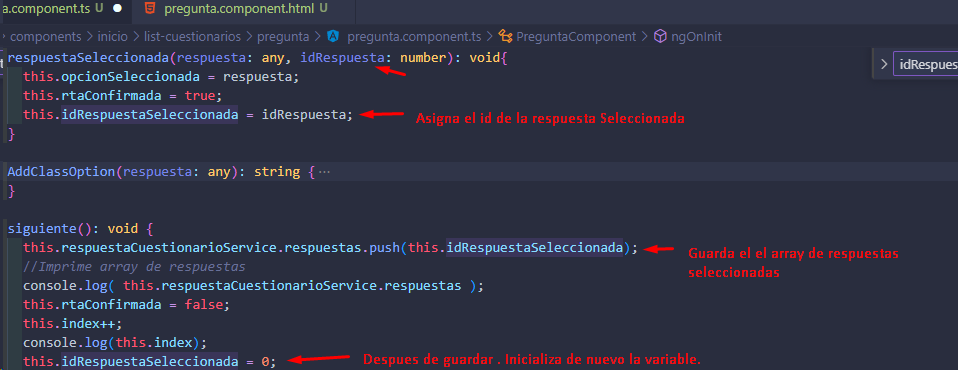 a.component.ts U ● pregunta.component.html U
components > inicio > list-cuestionarios > pregunta > pregunta.component.ts > PreguntaComponent > ngOnInit
respuestaSeleccionada(respuesta: any, idRespuesta: number): void{
idRespues
this.opcionSeleccionada = respuesta;
this.rtaConfirmada = true;
this.idRespuestaSeleccionada = idRespuesta;
Asigna el id de la respuesta Seleccionada
}
AddClassOption(respuesta: any): string {···
}
siguiente(): void {
this.respuestaCuestionarioService.respuestas.push(this.idRespuestaSeleccionada);
Guarda el el array de respuestas
seleccionadas
//Imprime array de respuestas
console.log( this.respuestaCuestionarioService.respuestas );
this.rtaConfirmada = false;
this.index++;
console.log(this.index);
this.idRespuestaSeleccionada = 0;
Despues de guardar . Inicializa de nuevo la variable.